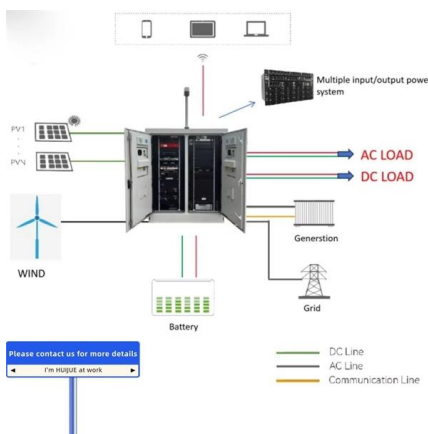 Multiple input/output powe
system
PV1
PVN
AC LOAD
DC LOAD
WIND
Generstion
Grid
Battery
Please contact us for more details
I'm HUIJUE at work
DC Line
AC Line
Communication Line